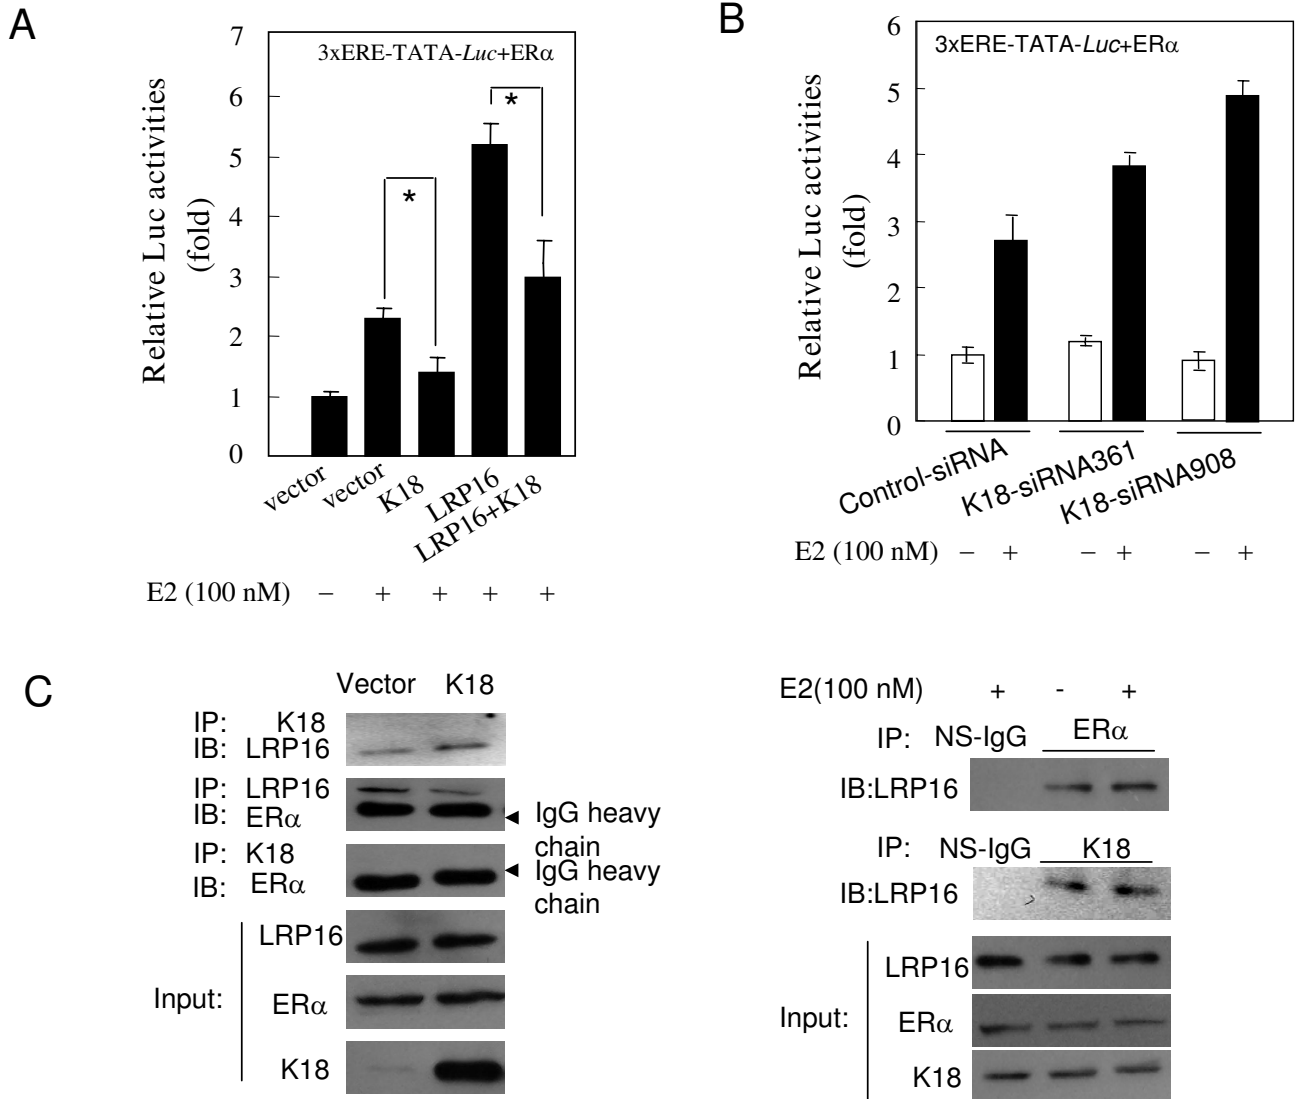 A
7
6
5
4
3
2
1
0
Relative Luc activities
(fold)
3xERE-TATA-Luc+ERα
*
*
vector
vector
K18
LRP16
LRP16+K18
E2 (100 nM) − + + + +
B
6
5
4
3
2
1
0
Relative Luc activities
(fold)
3xERE-TATA-Luc+ERα
Control-siRNA
K18-siRNA361
K18-siRNA908
E2 (100 nM) − + − + − +
C
Vector K18
IP: K18
IB: LRP16
IP: LRP16
IB: ERα
IgG heavy
chain
IP: K18
IB: ERα
IgG heavy
chain
Input:
LRP16
ERα
K18
E2(100 nM) + - +
IP: NS-IgG ERα
IB:LRP16
IP: NS-IgG K18
IB:LRP16
Input:
LRP16
ERα
K18